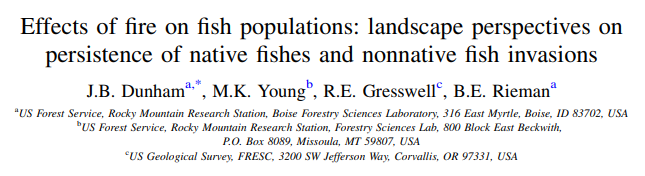 Effects of fire on fish populations: landscape perspectives on
persistence of native fishes and nonnative fish invasions
J.B. Dunham a,*, M.K. Young b, R.E. Gresswell c, B.E. Rieman a
a US Forest Service, Rocky Mountain Research Station, Boise Forestry Sciences Laboratory, 316 East Myrtle, Boise, ID 83702, USA
b US Forest Service, Rocky Mountain Research Station, Forestry Sciences Lab, 800 Block East Beckwith,
P.O. Box 8089, Missoula, MT 59807, USA
c US Geological Survey, FRESC, 3200 SW Jefferson Way, Corvallis, OR 97331, USA